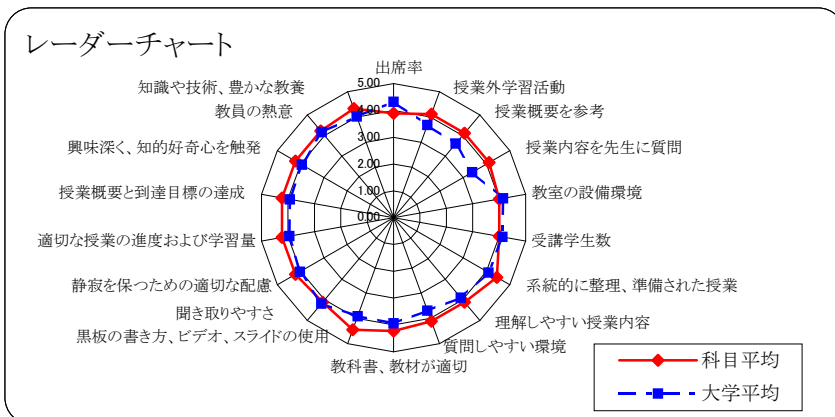 レーダーチャート
出席率
授業外学習活動
授業概要を参考
授業内容を先生に質問
教室の設備環境
受講学生数
系統的に整理、準備された授業
理解しやすい授業内容
質問しやすい環境
教科書、教材が適切
黒板の書き方、ビデオ、スライドの使用
聞き取りやすさ
静寂を保つための適切な配慮
適切な授業の進度および学習量
授業概要と到達目標の達成
興味深く、知的好奇心を触発
教員の熱意
知識や技術、豊かな教養
5.00
4.00
3.00
2.00
1.00
0.00
科目平均
大学平均